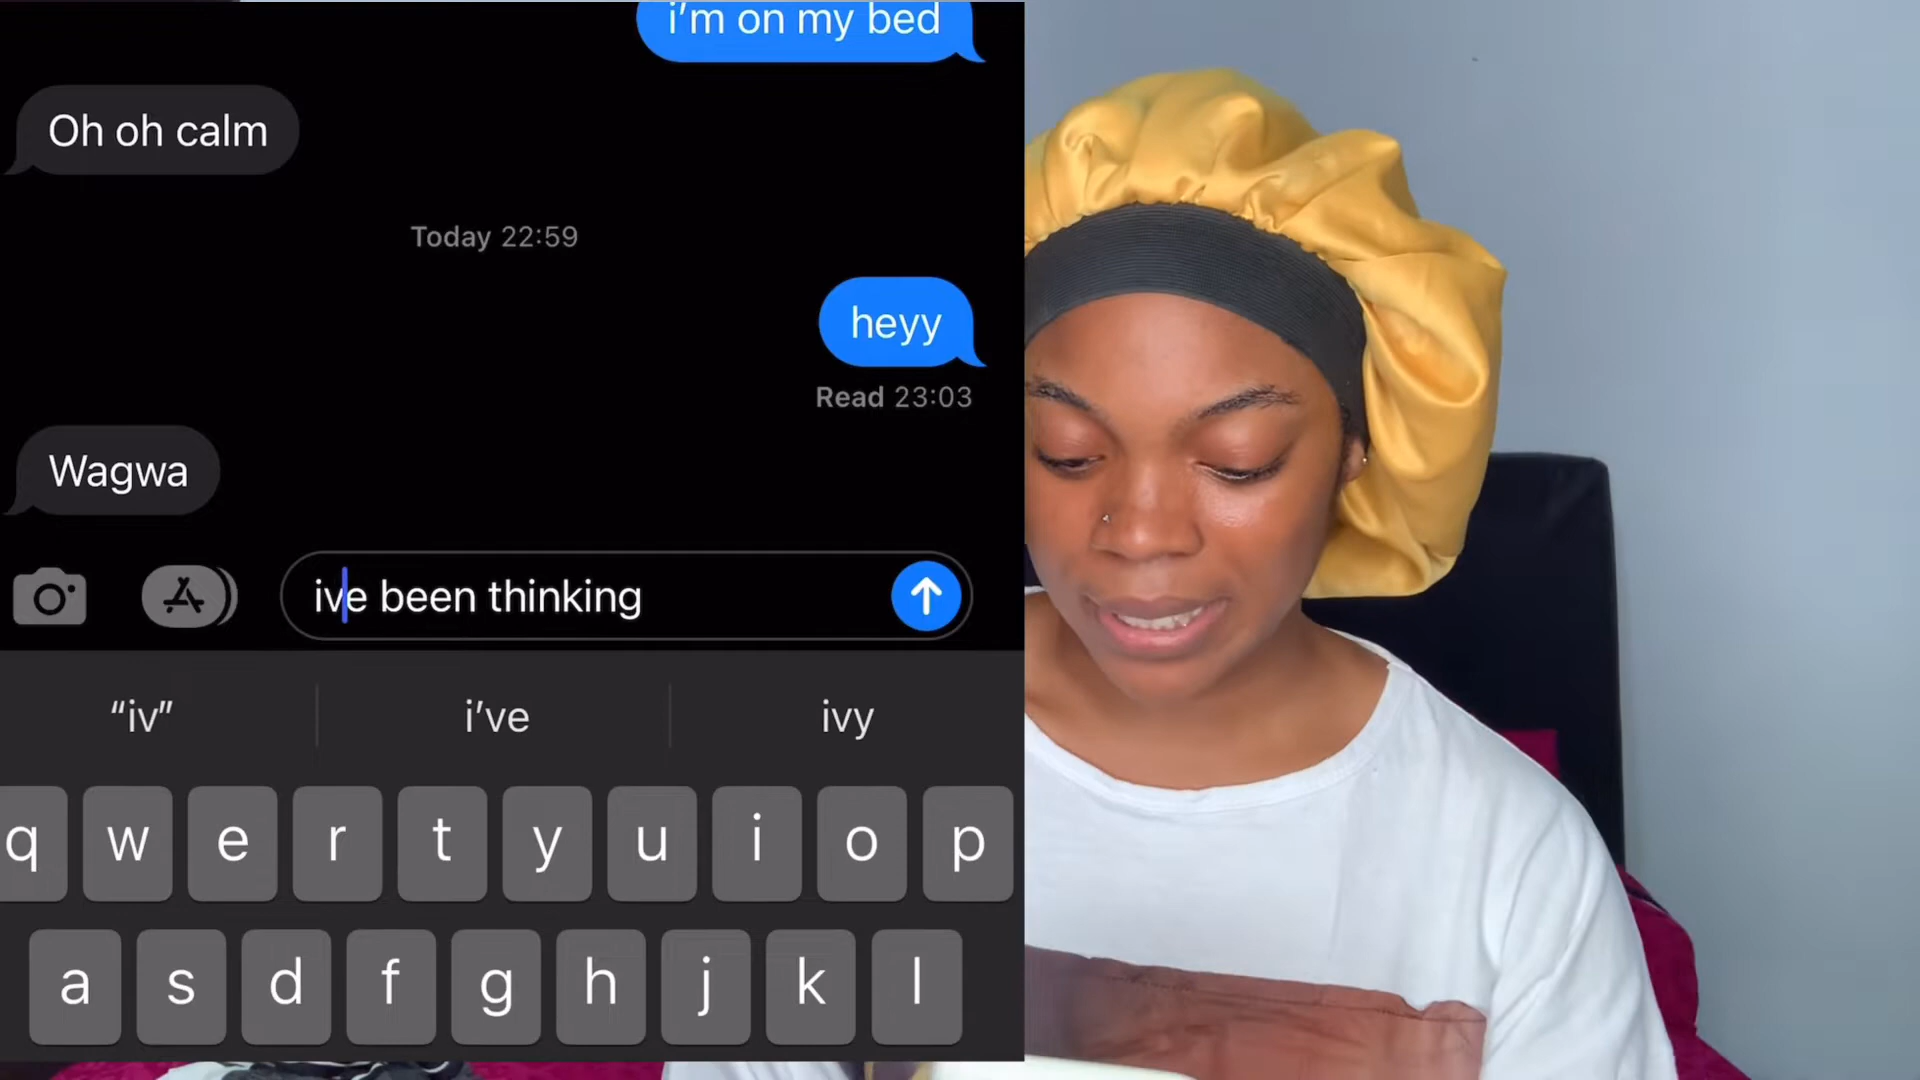 i'm on my bed
Oh oh calm
Today 22:59
heyy
Read 23:03
Wagwa
ive been thinking
“iv” i've ivy
q w e r t y u i o p
a s d f g h j k l